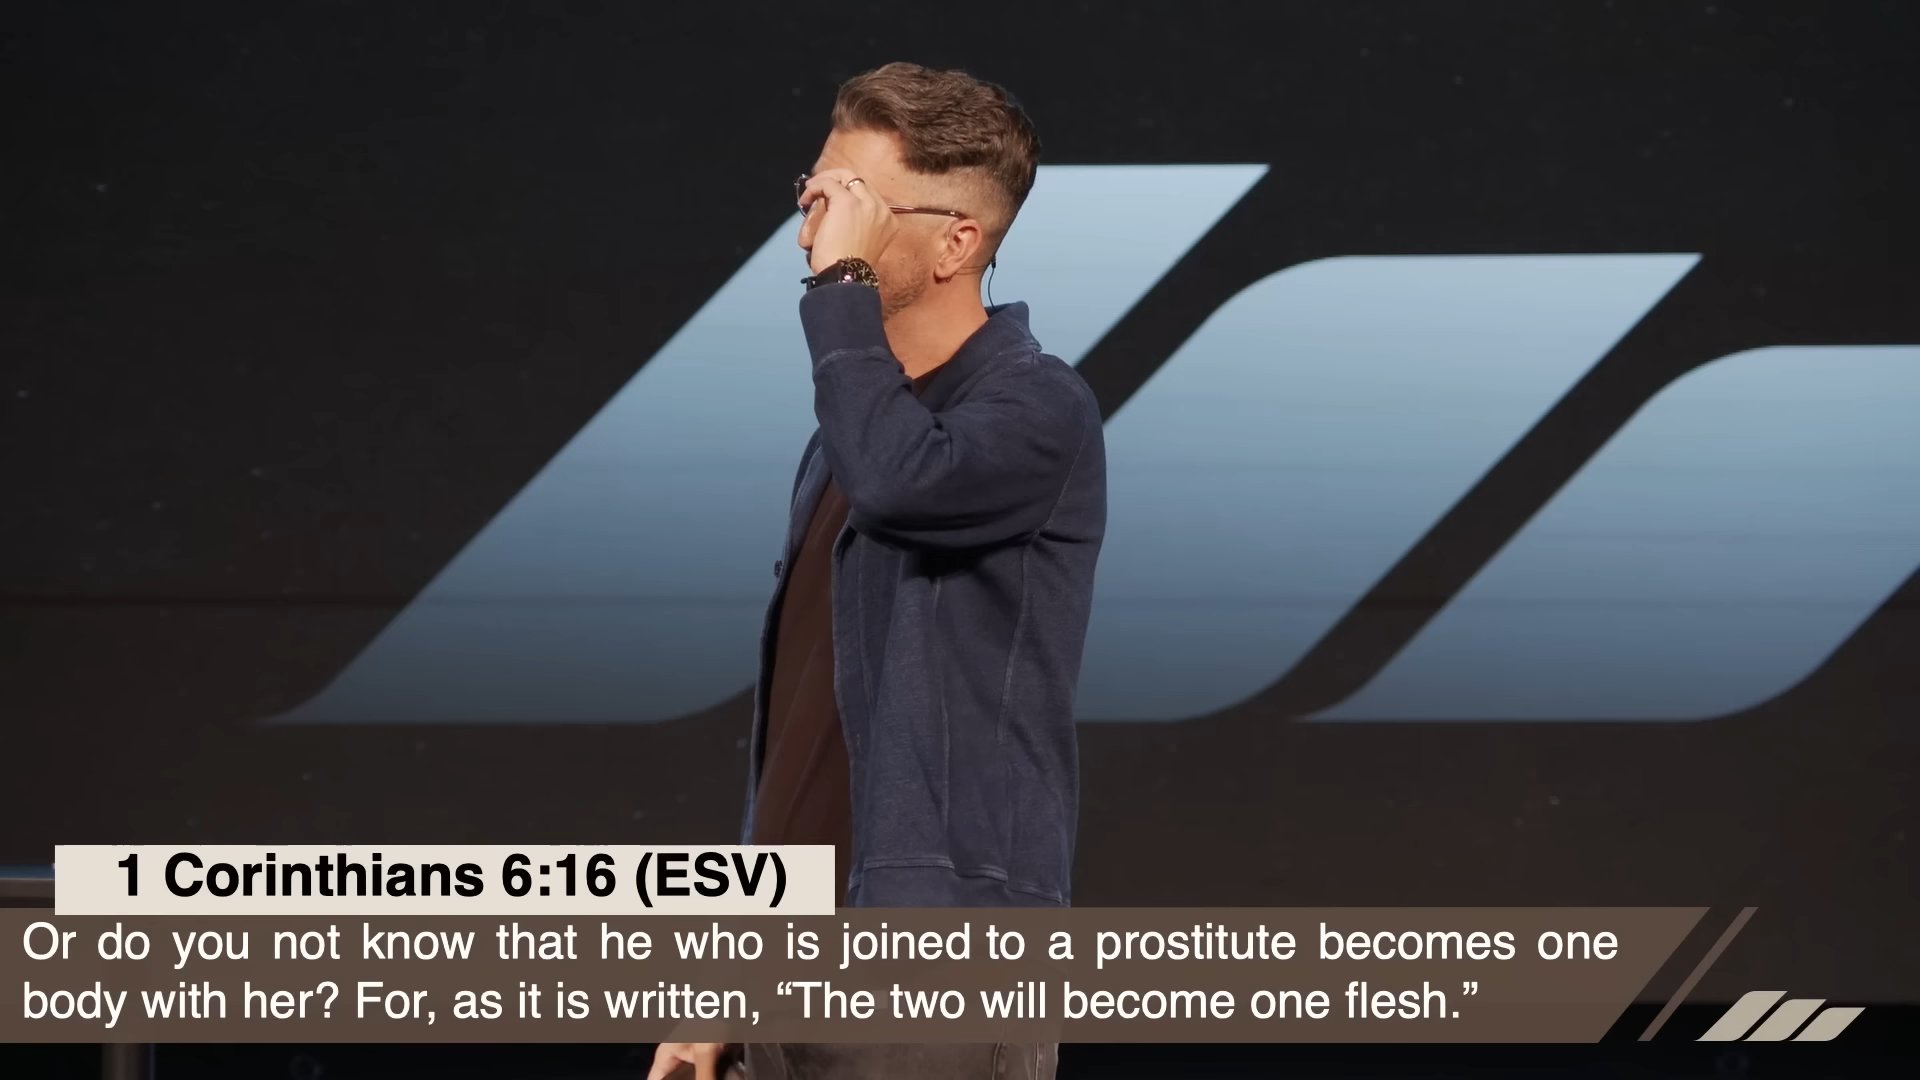 1 Corinthians 6:16 (ESV)
Or do you not know that he who is joined to a prostitute becomes one
body with her? For, as it is written, “The two will become one flesh.”